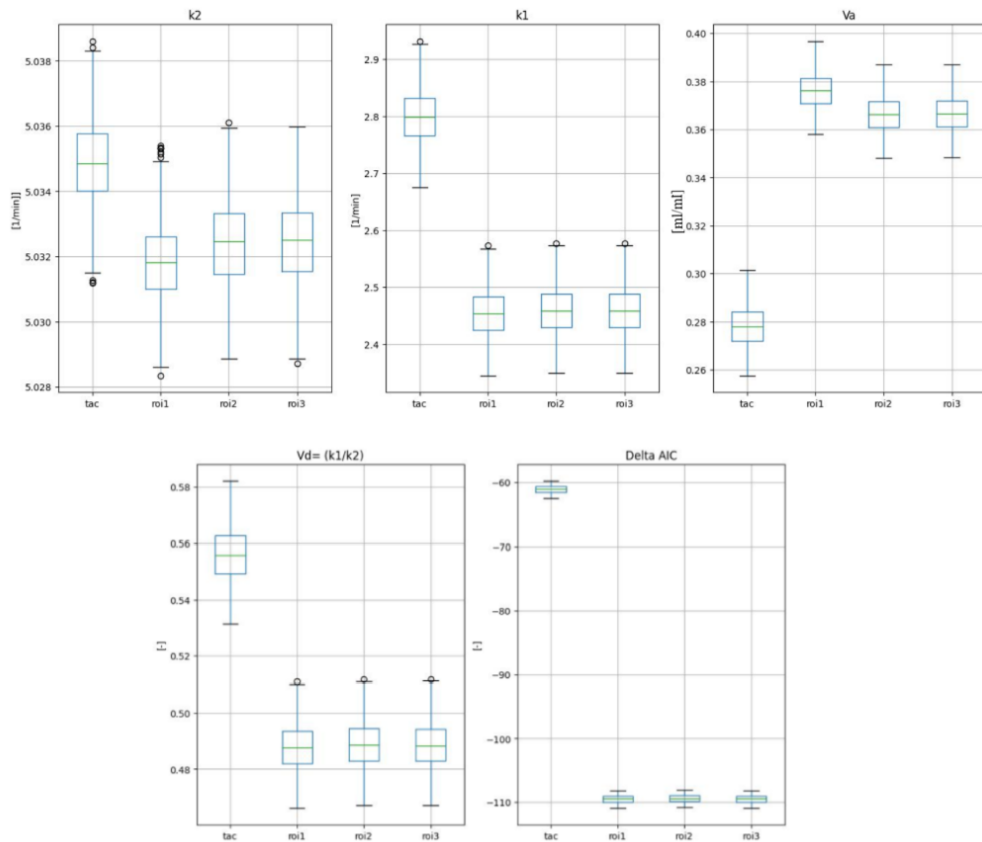 k2
5.038
5.036
5.034
5.032
5.030
5.028
[1/min]]
tac roi1 roi2 roi3
k1
2.9
2.8
2.7
2.6
2.5
2.4
[1/min]
tac roi1 roi2 roi3
Va
0.40
0.38
0.36
0.34
0.32
0.30
0.28
0.26
[ml/ml]
tac roi1 roi2 roi3
Vd= (k1/k2)
0.58
0.56
0.54
0.52
0.50
0.48
[-]
tac roi1 roi2 roi3
Delta AIC
−60
−70
−80
−90
−100
−110
[-]
tac roi1 roi2 roi3